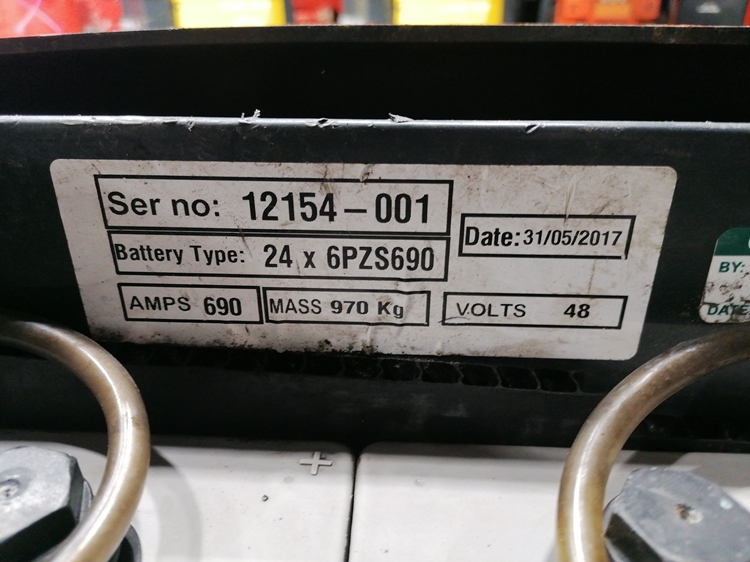 Ser no: 12154-001
Battery Type: 24 x 6PZS690
Date: 31/05/2017
AMPS 690 MASS 970 Kg VOLTS 48
BY:
DATE
+